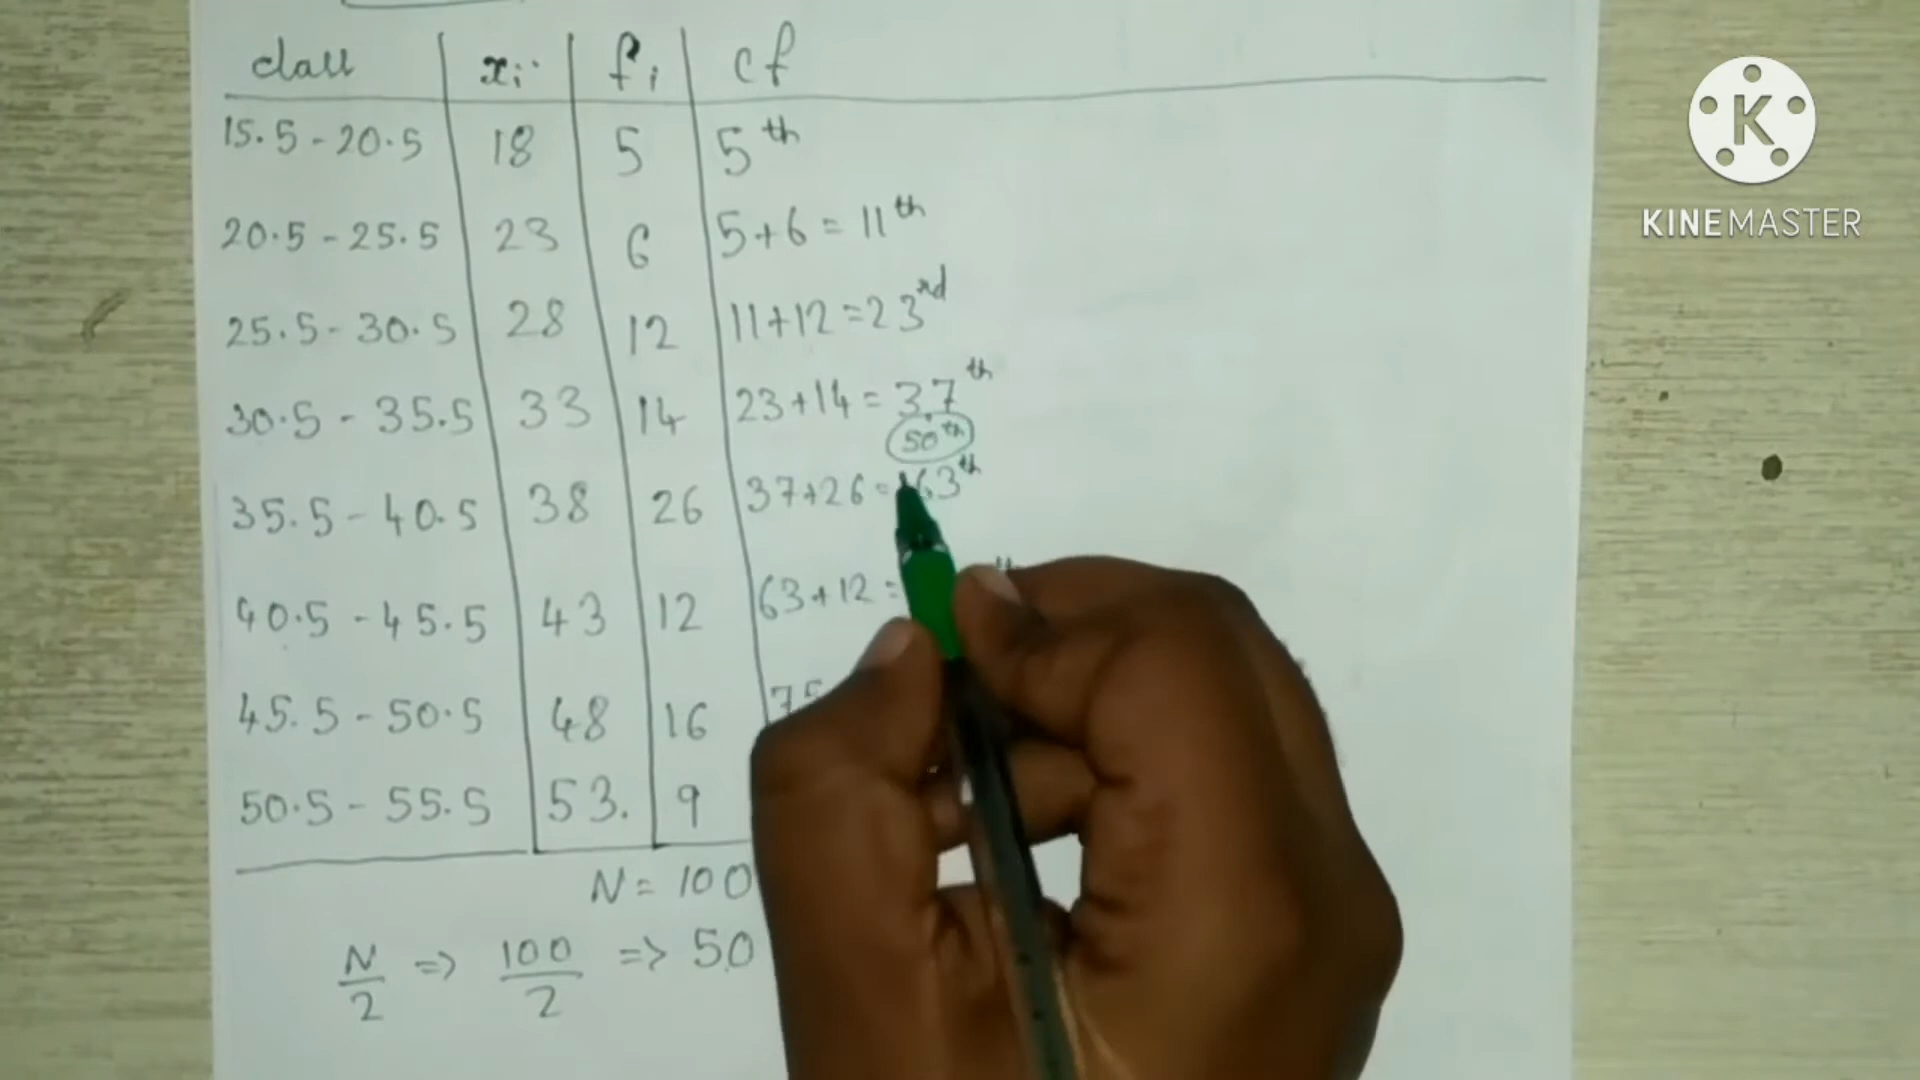 class xi fi cf
15.5 - 20.5 18 5 5th
20.5 - 25.5 23 6 5+6 = 11th
25.5 - 30.5 28 12 11+12 = 23rd
30.5 - 35.5 33 14 23+14 = 37th
50th
35.5 - 40.5 38 26 37+26 = 63th
40.5 - 45.5 43 12 63+12 =
45.5 - 50.5 48 16 75
50.5 - 55.5 53. 9
N = 100
N/2 => 100/2 => 50
K
KINEMASTER